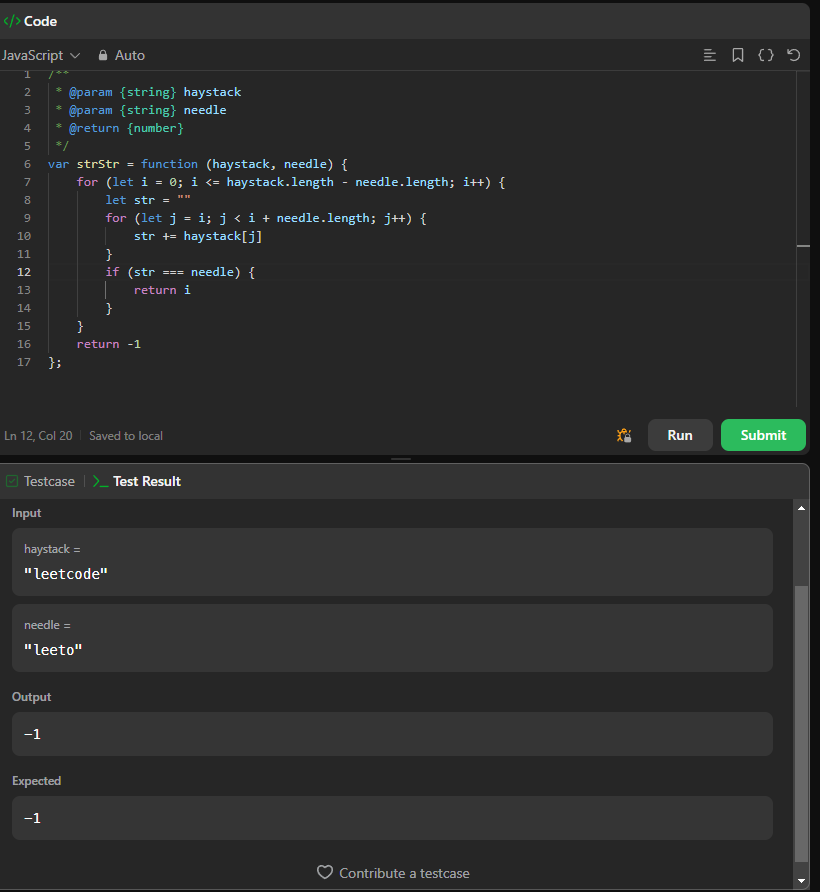 </> Code
JavaScript Auto
1 /**
2 * @param {string} haystack
3 * @param {string} needle
4 * @return {number}
5 */
6 var strStr = function (haystack, needle) {
7 for (let i = 0; i <= haystack.length - needle.length; i++) {
8 let str = ""
9 for (let j = i; j < i + needle.length; j++) {
10 str += haystack[j]
11 }
12 if (str === needle) {
13 return i
14 }
15 }
16 return -1
17 };
Ln 12, Col 20 Saved to local Run Submit
Testcase >_ Test Result
Input
haystack =
"leetcode"
needle =
"leeto"
Output
-1
Expected
-1
Contribute a testcase